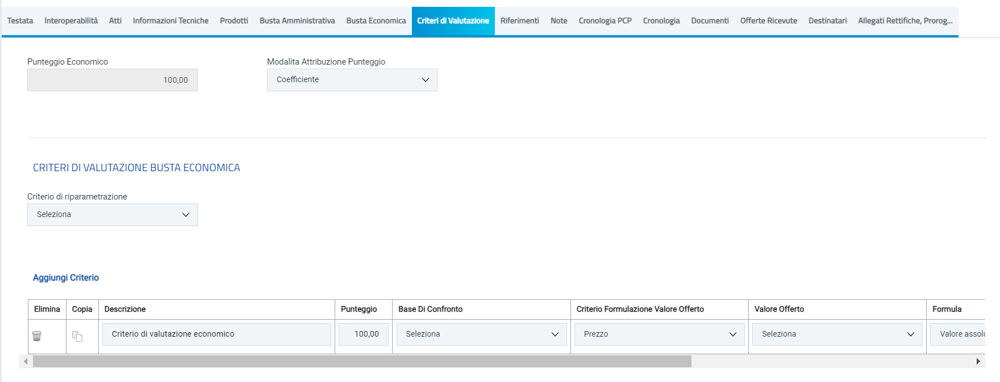 Testata Interoperabilità Atti Informazioni Tecniche Prodotti Busta Amministrativa Busta Economica Criteri di Valutazione Riferimenti Note Cronologia PCP Cronologia Documenti Offerte Ricevute Destinatari Allegati Rettifiche, Prorog...
Punteggio Economico Modalita Attribuzione Punteggio
100,00 Coefficiente
CRITERI DI VALUTAZIONE BUSTA ECONOMICA
Criterio di riparametrazione
Seleziona
Aggiungi Criterio
Elimina Copia Descrizione Punteggio Base Di Confronto Criterio Formulazione Valore Offerto Valore Offerto Formula
Criterio di valutazione economico 100,00 Seleziona Prezzo Seleziona Valore assolu